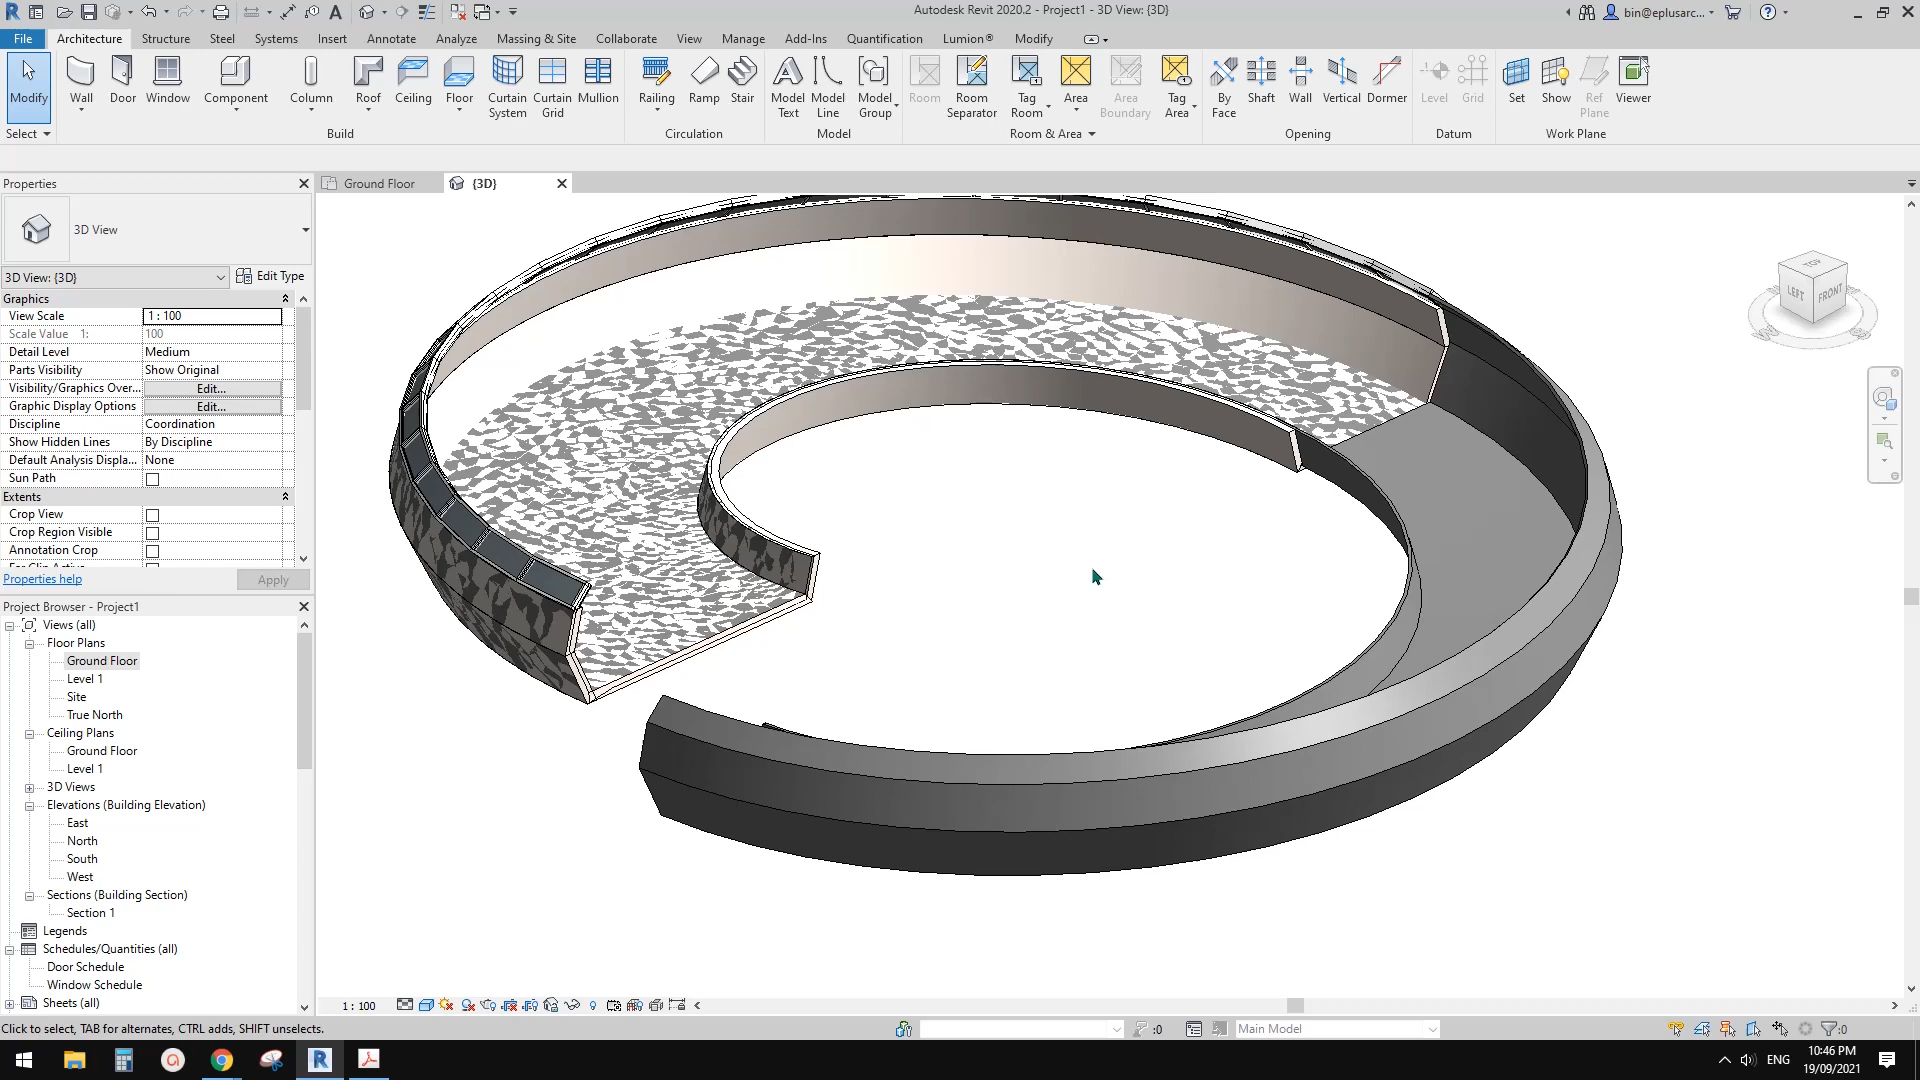 Autodesk Revit 2020.2 - Project1 - 3D View: {3D}
bin@eplusarc...
File Architecture Structure Steel Systems Insert Annotate Analyze Massing & Site Collaborate View Manage Add-Ins Quantification Lumion® Modify
Modify Wall Door Window Component Column Roof Ceiling Floor Curtain System Curtain Grid Mullion Railing Ramp Stair Model Text Model Line Model Group Room Room Separator Tag Room Area Area Boundary Tag Area By Face Shaft Wall Vertical Dormer Level Grid Set Show Ref Plane Viewer
Select Build Circulation Model Room & Area Opening Datum Work Plane
Properties
Ground Floor {3D}
3D View
3D View: {3D} Edit Type
Graphics
View Scale 1 : 100
Scale Value 1: 100
Detail Level Medium
Parts Visibility Show Original
Visibility/Graphics Over... Edit...
Graphic Display Options Edit...
Discipline Coordination
Show Hidden Lines By Discipline
Default Analysis Displa... None
Sun Path
Extents
Crop View
Crop Region Visible
Annotation Crop
Properties help Apply
Project Browser - Project1
Views (all)
Floor Plans
Ground Floor
Level 1
Site
True North
Ceiling Plans
Ground Floor
Level 1
3D Views
Elevations (Building Elevation)
East
North
South
West
Sections (Building Section)
Section 1
Legends
Schedules/Quantities (all)
Door Schedule
Window Schedule
Sheets (all)
TOP
LEFT FRONT
1 : 100
Click to select, TAB for alternates, CTRL adds, SHIFT unselects.
:0 Main Model :0
ENG
10:46 PM
19/09/2021